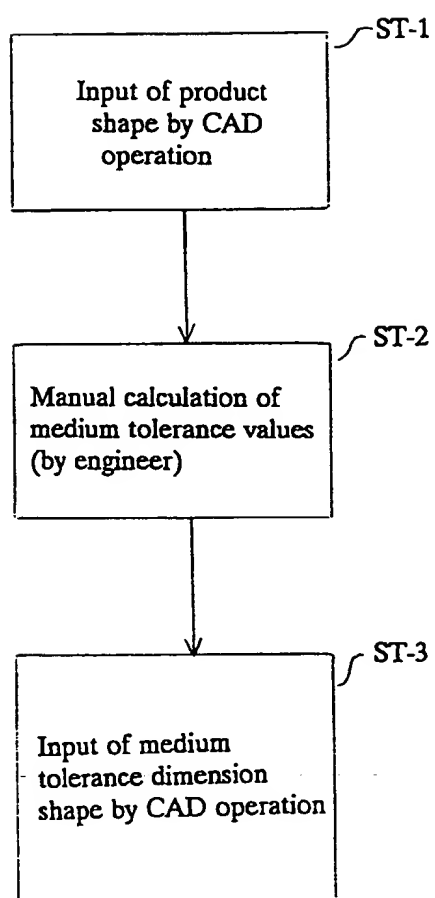 ST-1
Input of product
shape by CAD
operation
ST-2
Manual calculation of
medium tolerance values
(by engineer)
ST-3
Input of medium
tolerance dimension
shape by CAD operation